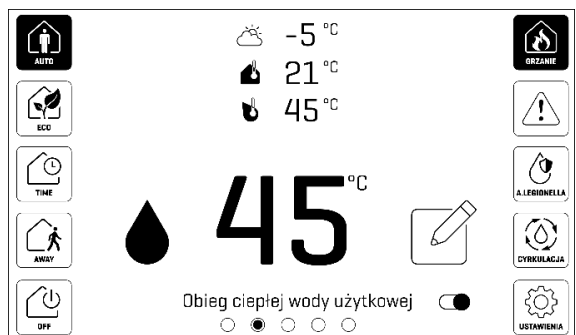 AUTO
ECO
TIME
AWAY
OFF
-5 °C
21 °C
45 °C
45 °C
Obieg ciepłej wody użytkowej
GRZANIE
A.LEGIONELLA
CYRKULACJA
USTAWIENIA